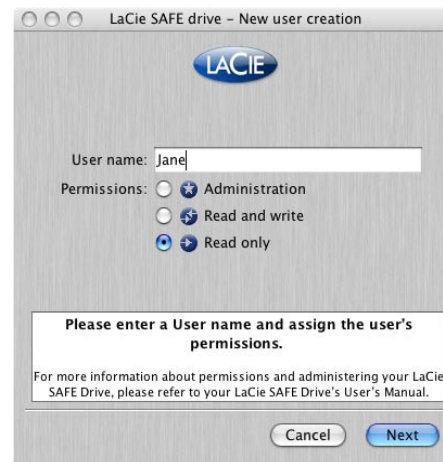 LaCie SAFE drive – New user creation
LACIE
User name: Jane
Permissions: Administration
Read and write
Read only
Please enter a User name and assign the user's
permissions.
For more information about permissions and administering your LaCie
SAFE Drive, please refer to your LaCie SAFE Drive's User's Manual.
Cancel Next